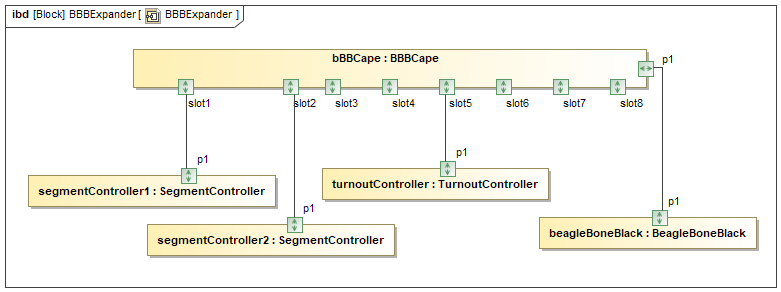 ibd [Block] BBBExpander [ BBBExpander ]
bBBCape : BBBCape
p1
slot1
slot2
slot3
slot4
slot5
slot6
slot7
slot8
p1
segmentController1 : SegmentController
p1
turnoutController : TurnoutController
p1
segmentController2 : SegmentController
p1
beagleBoneBlack : BeagleBoneBlack